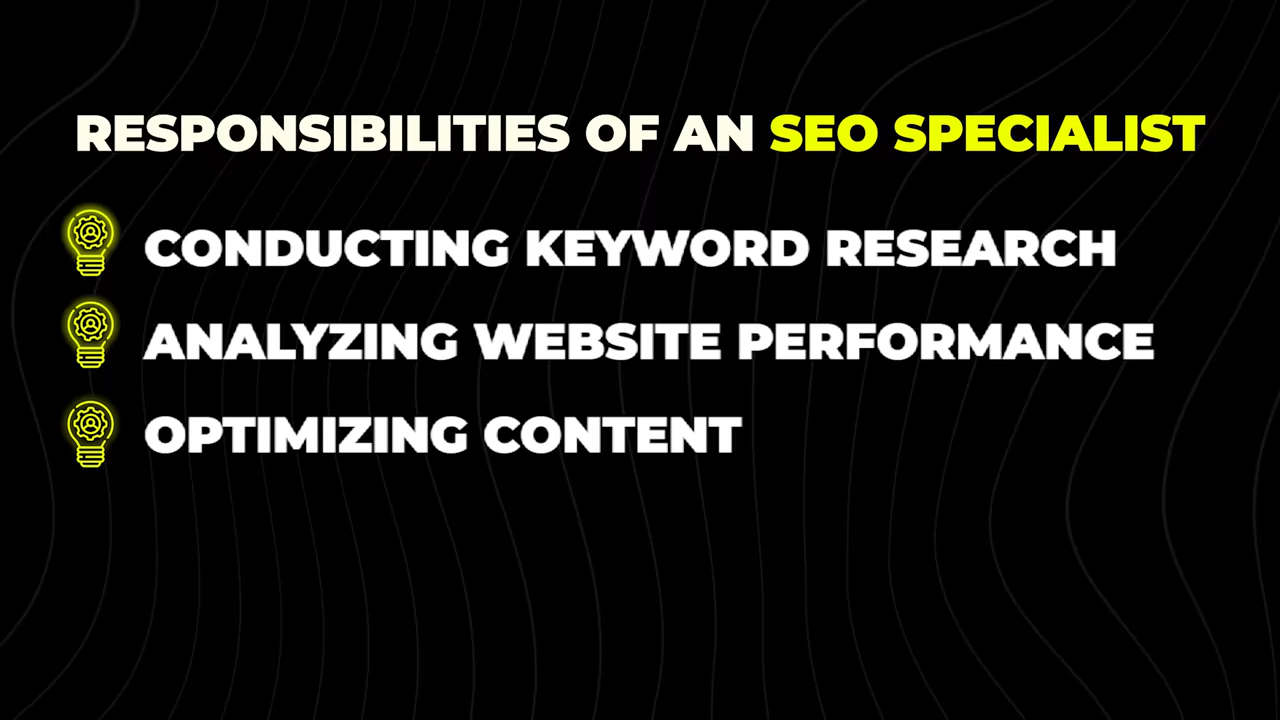 RESPONSIBILITIES OF AN SEO SPECIALIST
CONDUCTING KEYWORD RESEARCH
ANALYZING WEBSITE PERFORMANCE
OPTIMIZING CONTENT